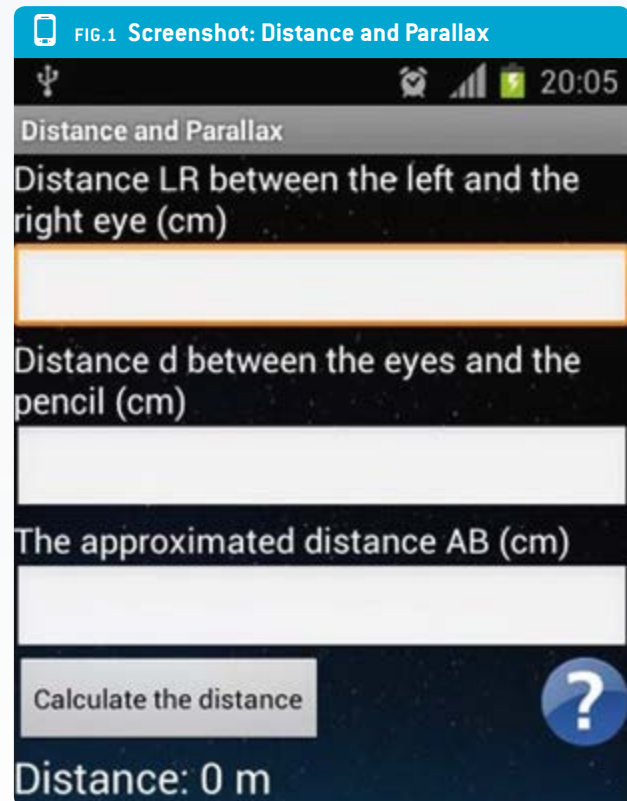 FIG.1 Screenshot: Distance and Parallax
20:05
Distance and Parallax
Distance LR between the left and the
right eye (cm)
Distance d between the eyes and the
pencil (cm)
The approximated distance AB (cm)
Calculate the distance
?
Distance: 0 m